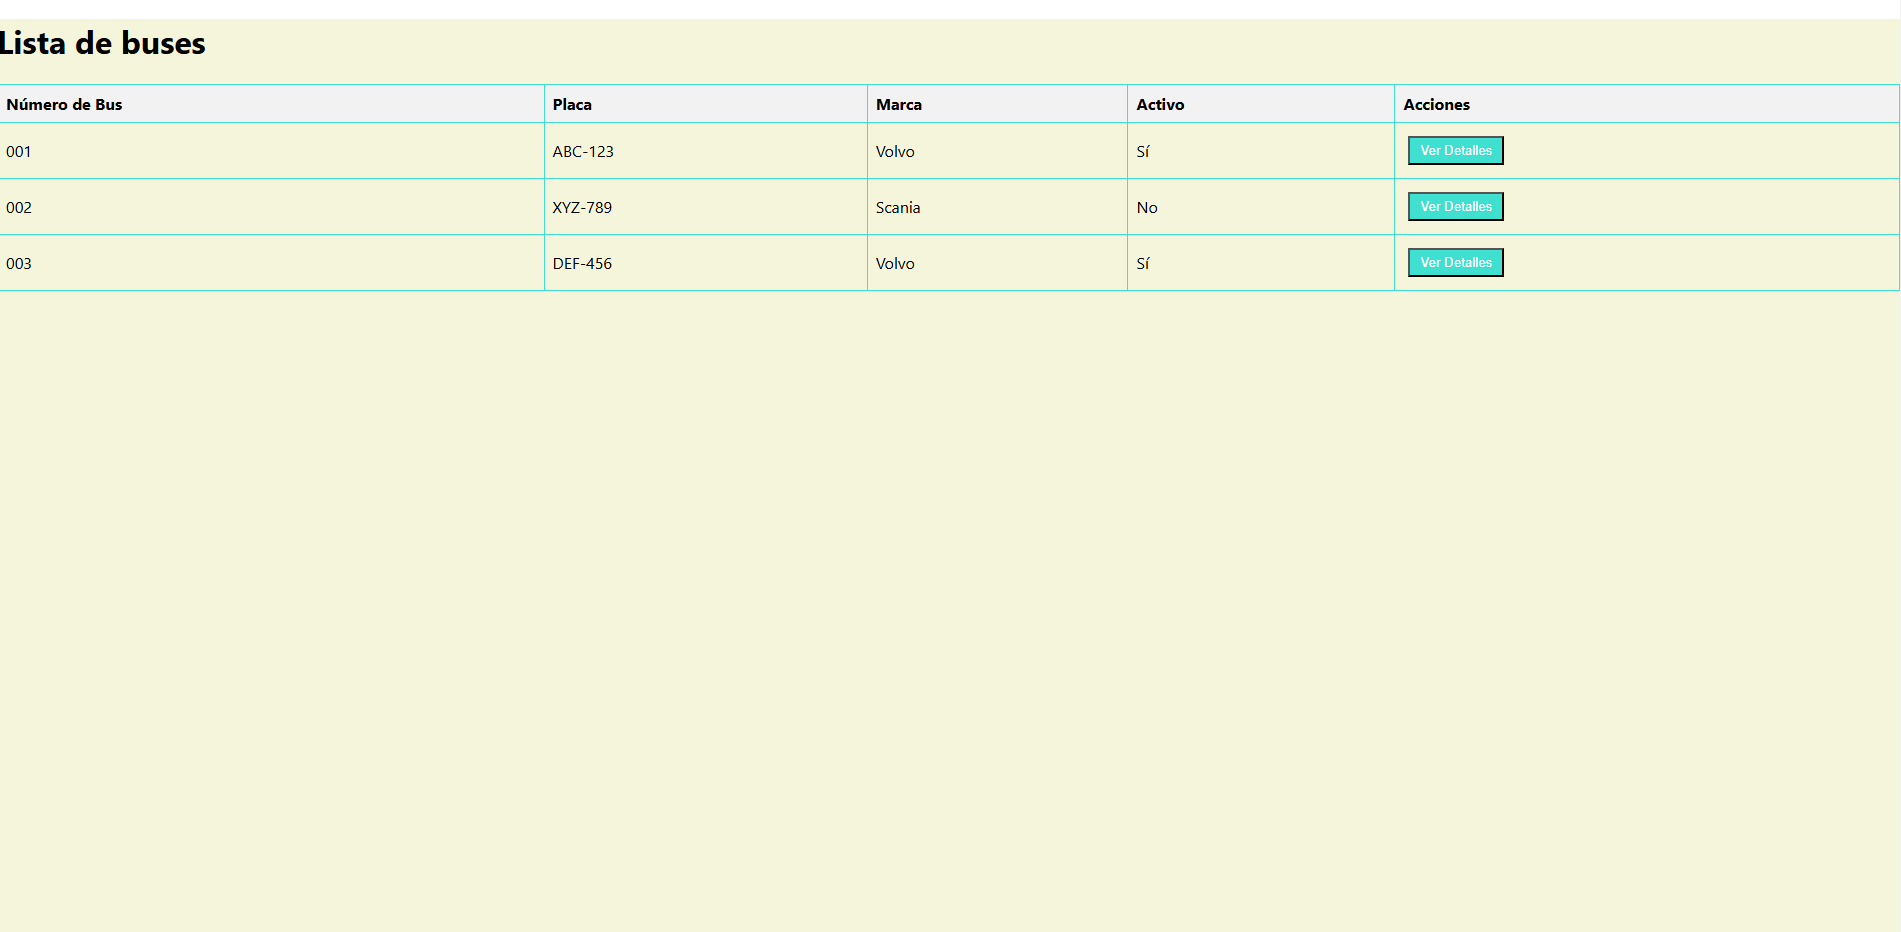 Lista de buses
Número de Bus Placa Marca Activo Acciones
001 ABC-123 Volvo Sí Ver Detalles
002 XYZ-789 Scania No Ver Detalles
003 DEF-456 Volvo Sí Ver Detalles